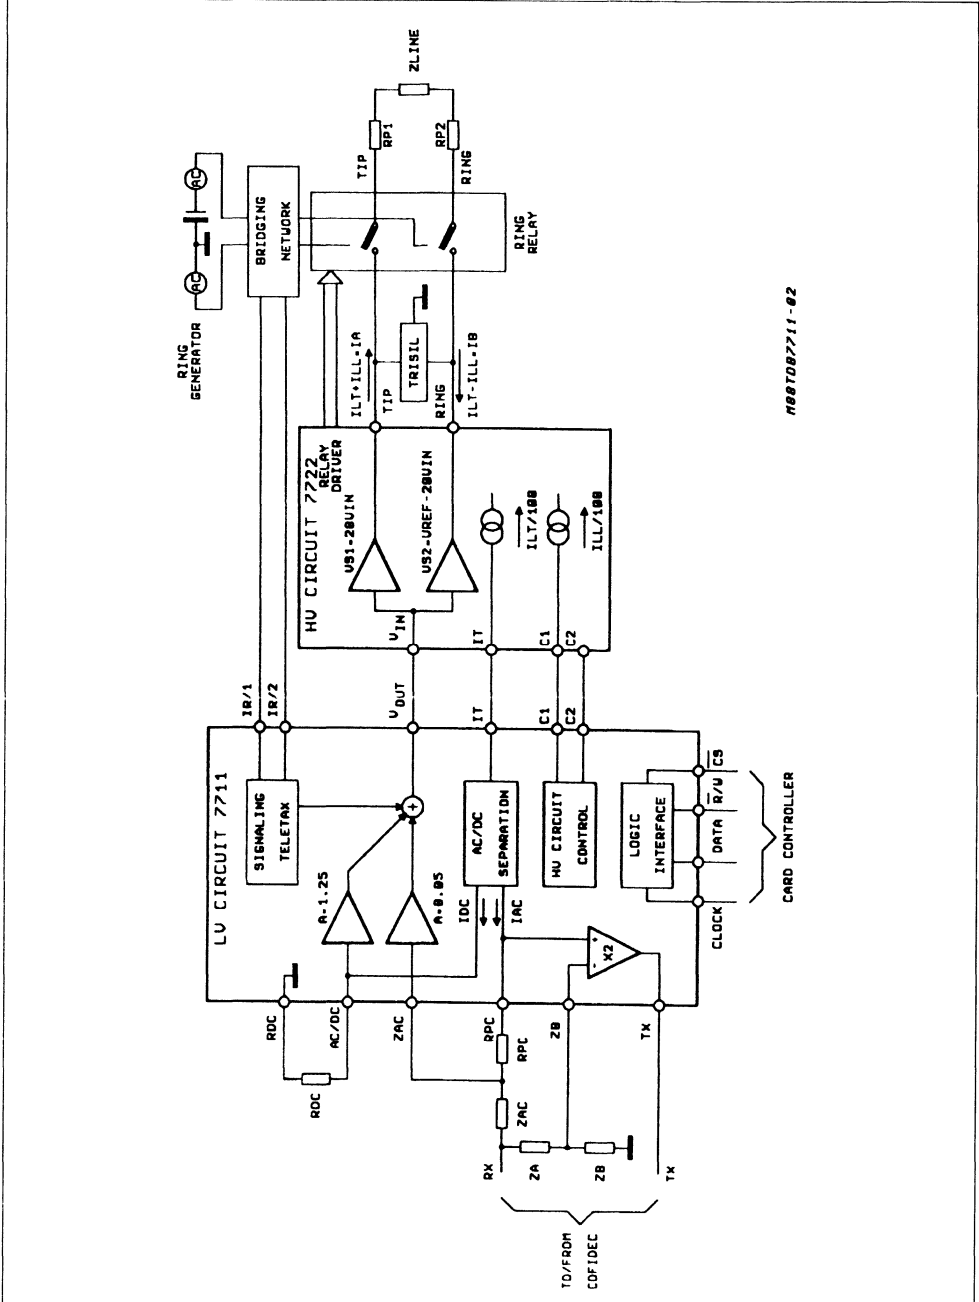 RING
GENERATOR
AC
AC
BRIDGING
NETWORK
ZLINE
RP1
RP2
TIP
RING
RING
RELAY
ILT+ILL=IA
TIP
TRISIL
RING
ILT-ILL=IB
HV CIRCUIT 7722
RELAY
DRIVER
VS1-20VIN
VS2-VREF-20VIN
ILT/100
ILL/100
VIN
IT
C1
C2
IR/1
IR/2
VOUT
IT
C1
C2
LV CIRCUIT 7711
SIGNALING
TELETAX
+
A-1.25
A-0.05
AC/DC
SEPARATION
IDC
IAC
HV CIRCUIT
CONTROL
LOGIC
INTERFACE
CS
R/W
DATA
CLOCK
CARD CONTROLLER
+
-
X2
RDC
AC/DC
ZAC
RPC
ZB
TX
RDC
RPC
ZAC
RX
ZA
ZB
TX
TO/FROM
COFIDEC
M88TDB7711-02